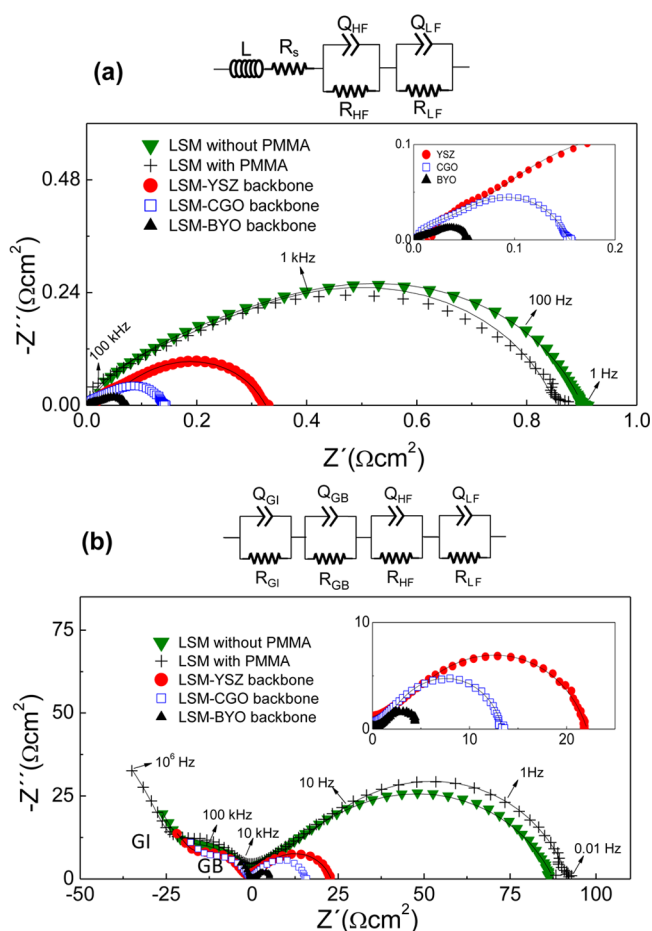 (a)
L
Rs
QHF
QLF
RHF
RLF
LSM without PMMA
LSM with PMMA
LSM-YSZ backbone
LSM-CGO backbone
LSM-BYO backbone
0.1
YSZ
CGO
BYO
0.0
0.0
0.1
0.2
0.48
0.24
0.00
-Z´´(Ωcm²)
100 kHz
1 kHz
100 Hz
1 Hz
0.0
0.2
0.4
0.6
0.8
1.0
Z´(Ωcm²)
(b)
QGI
QGB
QHF
QLF
RGI
RGB
RHF
RLF
LSM without PMMA
LSM with PMMA
LSM-YSZ backbone
LSM-CGO backbone
LSM-BYO backbone
10
0
0
10
20
75
50
25
0
-Z´´(Ωcm²)
10⁶ Hz
GI
GB
100 kHz
10 kHz
10 Hz
1Hz
0.01 Hz
-50
-25
0
25
50
75
100
Z´(Ωcm²)